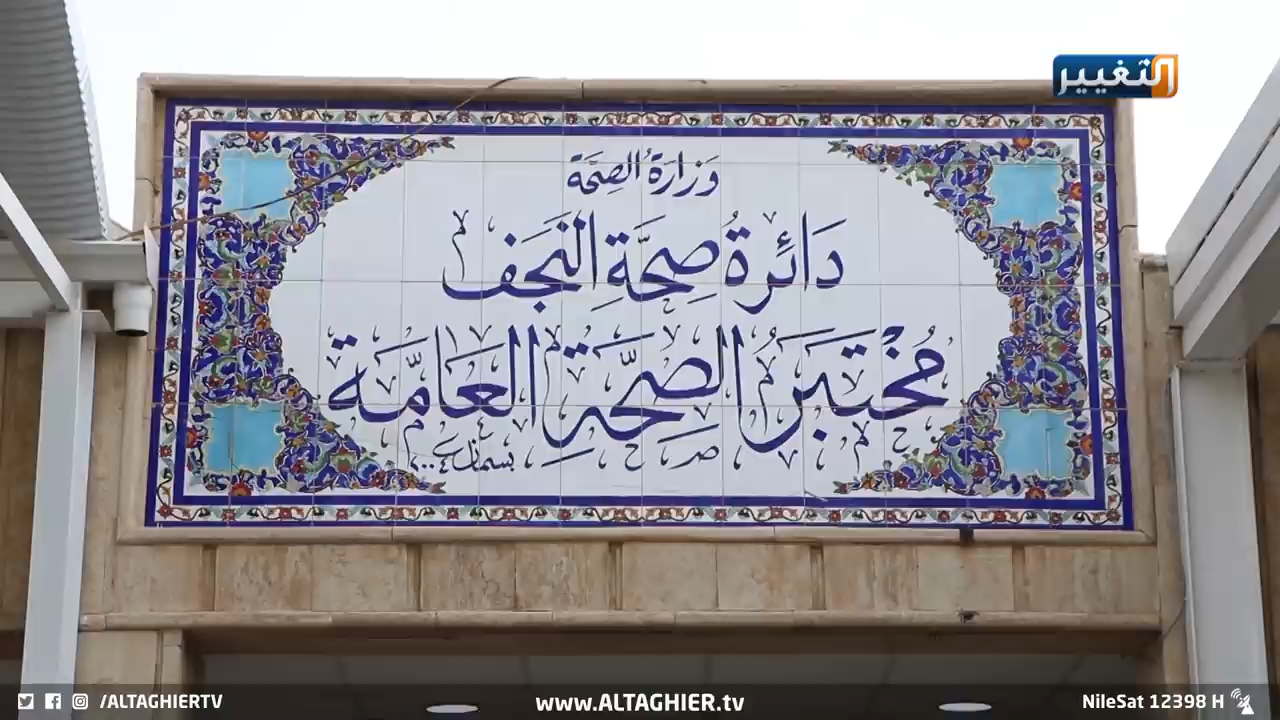 التغيير
وزارة الصحة
دائرة صحة النجف
مختبر الصحة العامة
/ALTAGHIERTV
www.ALTAGHIER.tv
NileSat 12398 H